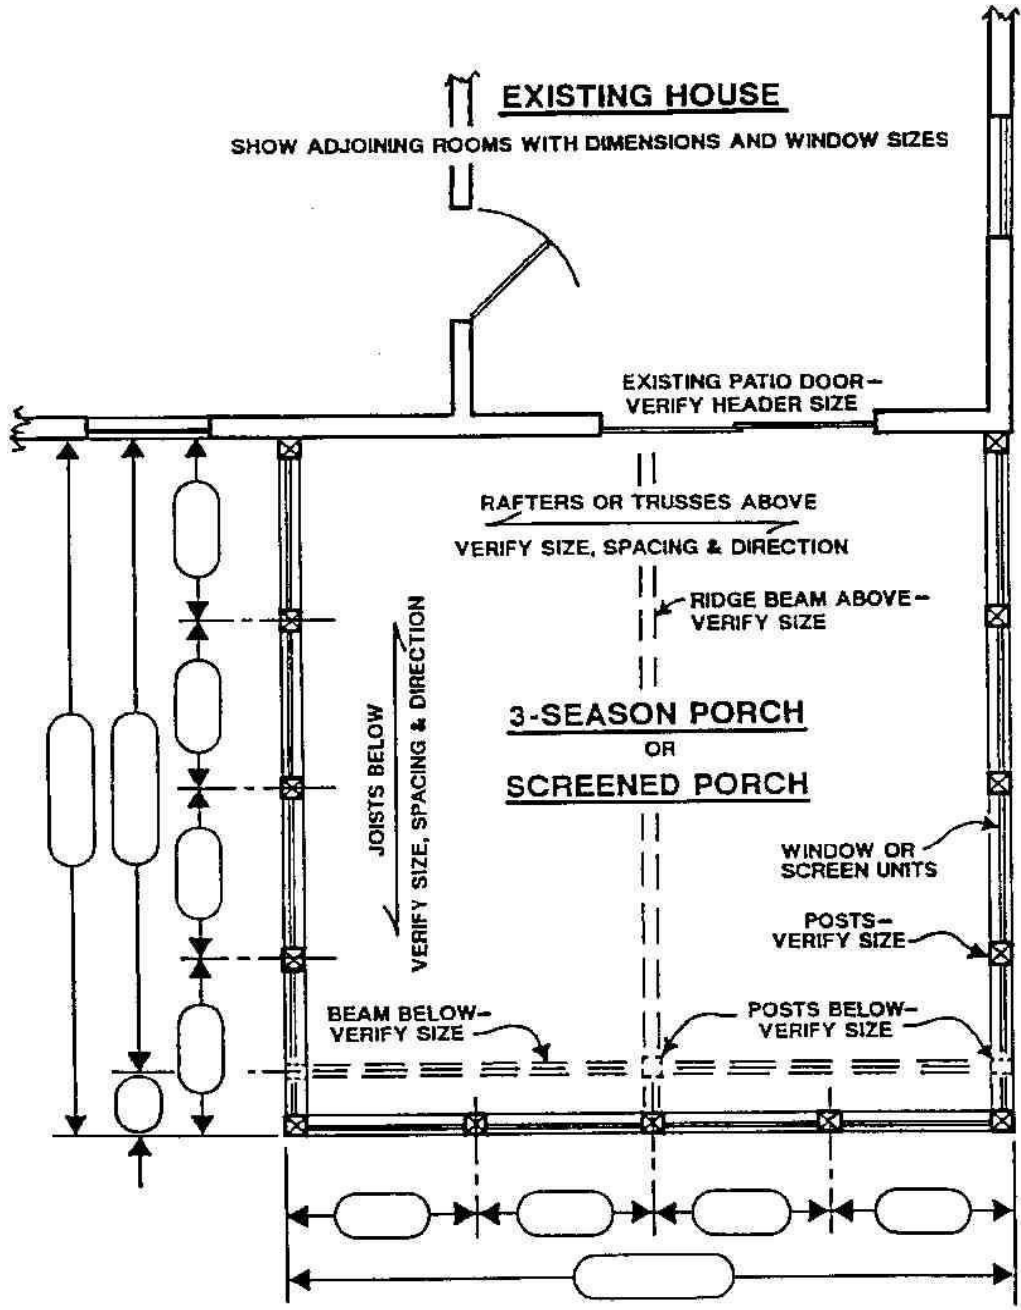 EXISTING HOUSE
SHOW ADJOINING ROOMS WITH DIMENSIONS AND WINDOW SIZES
EXISTING PATIO DOOR–
VERIFY HEADER SIZE
RAFTERS OR TRUSSES ABOVE
VERIFY SIZE, SPACING & DIRECTION
RIDGE BEAM ABOVE–
VERIFY SIZE
JOISTS BELOW
VERIFY SIZE, SPACING & DIRECTION
3-SEASON PORCH
OR
SCREENED PORCH
WINDOW OR
SCREEN UNITS
POSTS–
VERIFY SIZE
BEAM BELOW–
VERIFY SIZE
POSTS BELOW–
VERIFY SIZE